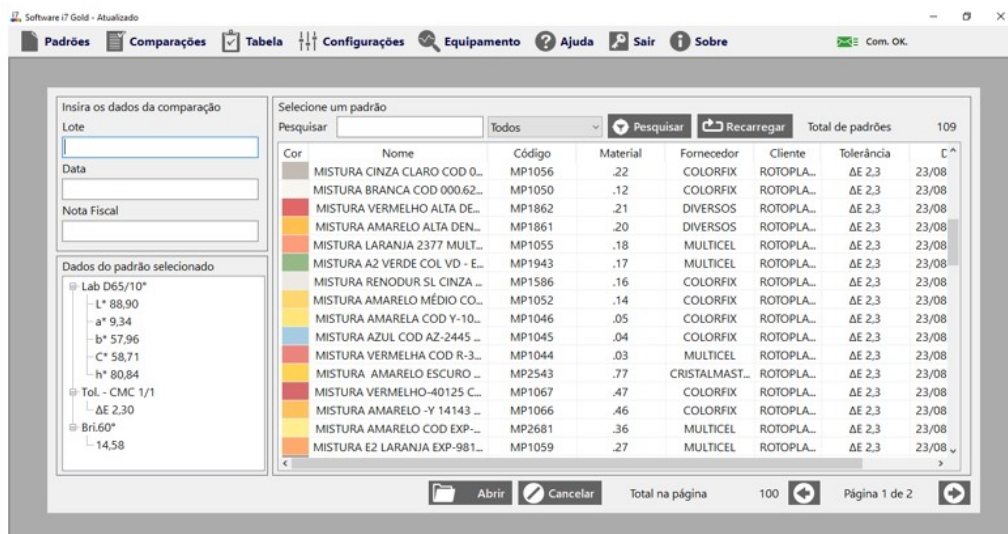 Software i7 Gold - Atualizado
Padrões Comparações Tabela Configurações Equipamento Ajuda Sair Sobre Com. OK.
Insira os dados da comparação
Lote
Data
Nota Fiscal
Dados do padrão selecionado
Lab D65/10°
L* 88,90
a* 9,34
b* 57,96
C* 58,71
h* 80,84
Tol. - CMC 1/1
ΔE 2,30
Bri.60°
14,58
Selecione um padrão
Pesquisar Todos Pesquisar Recarregar Total de padrões 109
Cor Nome Código Material Fornecedor Cliente Tolerância
MISTURA CINZA CLARO COD 0... MP1056 .22 COLORFIX ROTOPLA... ΔE 2,3 23/08
MISTURA BRANCA COD 000.62... MP1050 .12 COLORFIX ROTOPLA... ΔE 2,3 23/08
MISTURA VERMELHO ALTA DE... MP1862 .21 DIVERSOS ROTOPLA... ΔE 2,3 23/08
MISTURA AMARELO ALTA DEN... MP1861 .20 DIVERSOS ROTOPLA... ΔE 2,3 23/08
MISTURA LARANJA 2377 MULT... MP1055 .18 MULTICEL ROTOPLA... ΔE 2,3 23/08
MISTURA A2 VERDE COL VD - E... MP1943 .17 MULTICEL ROTOPLA... ΔE 2,3 23/08
MISTURA RENODUR SL CINZA ... MP1586 .16 COLORFIX ROTOPLA... ΔE 2,3 23/08
MISTURA AMARELO MÉDIO CO... MP1052 .14 COLORFIX ROTOPLA... ΔE 2,3 23/08
MISTURA AMARELA COD Y-10... MP1046 .05 COLORFIX ROTOPLA... ΔE 2,3 23/08
MISTURA AZUL COD AZ-2445 ... MP1045 .04 COLORFIX ROTOPLA... ΔE 2,3 23/08
MISTURA VERMELHA COD R-3... MP1044 .03 MULTICEL ROTOPLA... ΔE 2,3 23/08
MISTURA AMARELO ESCURO ... MP2543 .77 CRISTALMAST... ROTOPLA... ΔE 2,3 23/08
MISTURA VERMELHO-40125 C... MP1067 .47 COLORFIX ROTOPLA... ΔE 2,3 23/08
MISTURA AMARELO -Y 14143 ... MP1066 .46 COLORFIX ROTOPLA... ΔE 2,3 23/08
MISTURA AMARELO COD EXP-... MP2681 .36 MULTICEL ROTOPLA... ΔE 2,3 23/08
MISTURA E2 LARANJA EXP-981... MP1059 .27 MULTICEL ROTOPLA... ΔE 2,3 23/08
Abrir Cancelar Total na página 100 Página 1 de 2